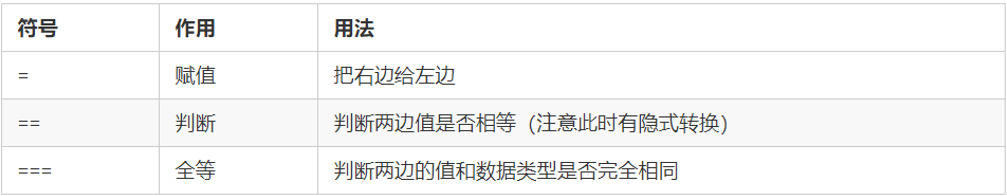 符号 作用 用法
= 赋值 把右边给左边
== 判断 判断两边值是否相等（注意此时有隐式转换）
=== 全等 判断两边的值和数据类型是否完全相同